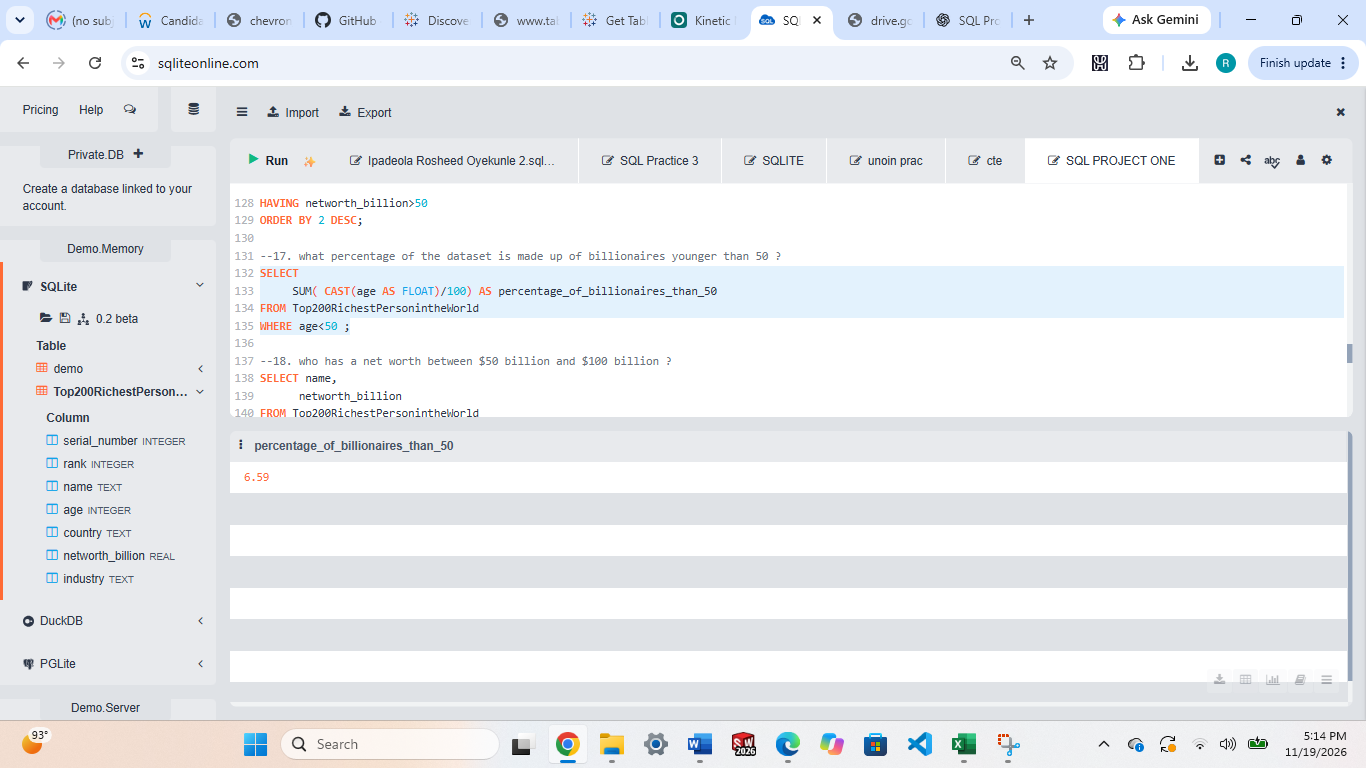 (no subj
Candida
chevron
GitHub
Discove
www.tab
Get Tabl
Kinetic
SQL
drive.go
SQL Pro
Ask Gemini
sqliteonline.com
R
Finish update
Pricing
Help
Import
Export
Private.DB
Create a database linked to your
account.
Demo.Memory
SQLite
0.2 beta
Table
demo
Top200RichestPerson...
Column
serial_number INTEGER
rank INTEGER
name TEXT
age INTEGER
country TEXT
networth_billion REAL
industry TEXT
DuckDB
PGLite
Demo.Server
Run
Ipadeola Rosheed Oyekunle 2.sql...
SQL Practice 3
SQLITE
unoin prac
cte
SQL PROJECT ONE
abc
128 HAVING networth_billion>50
129 ORDER BY 2 DESC;
130
131 --17. what percentage of the dataset is made up of billionaires younger than 50 ?
132 SELECT
133 SUM( CAST(age AS FLOAT)/100) AS percentage_of_billionaires_than_50
134 FROM Top200RichestPersonintheWorld
135 WHERE age<50 ;
136
137 --18. who has a net worth between $50 billion and $100 billion ?
138 SELECT name,
139 networth_billion
140 FROM Top200RichestPersonintheWorld
percentage_of_billionaires_than_50
6.59
93°
Search
2026
5:14 PM
11/19/2026